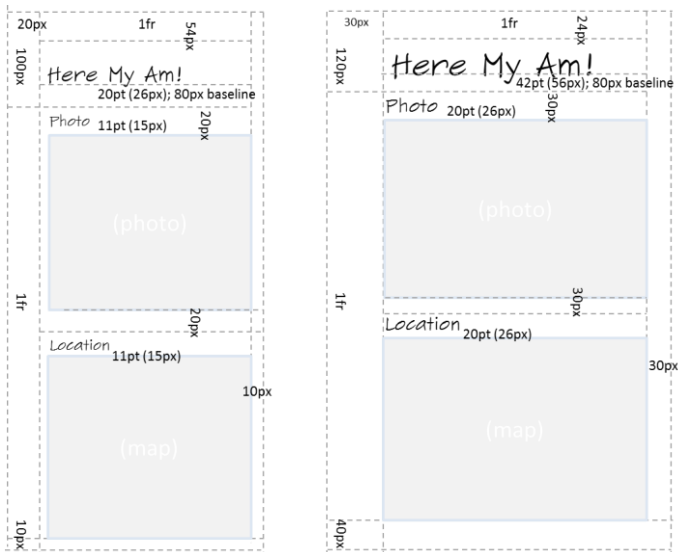 20px 1fr 54px
100px
Here My Am!
20pt (26px); 80px baseline
Photo 11pt (15px) 20px
(photo)
1fr
20px
Location
11pt (15px)
10px
(map)
10px
30px 1fr 24px
120px
Here My Am!
42pt (56px); 80px baseline
Photo 20pt (26px) 30px
(photo)
1fr
30px
Location
20pt (26px)
30px
(map)
40px